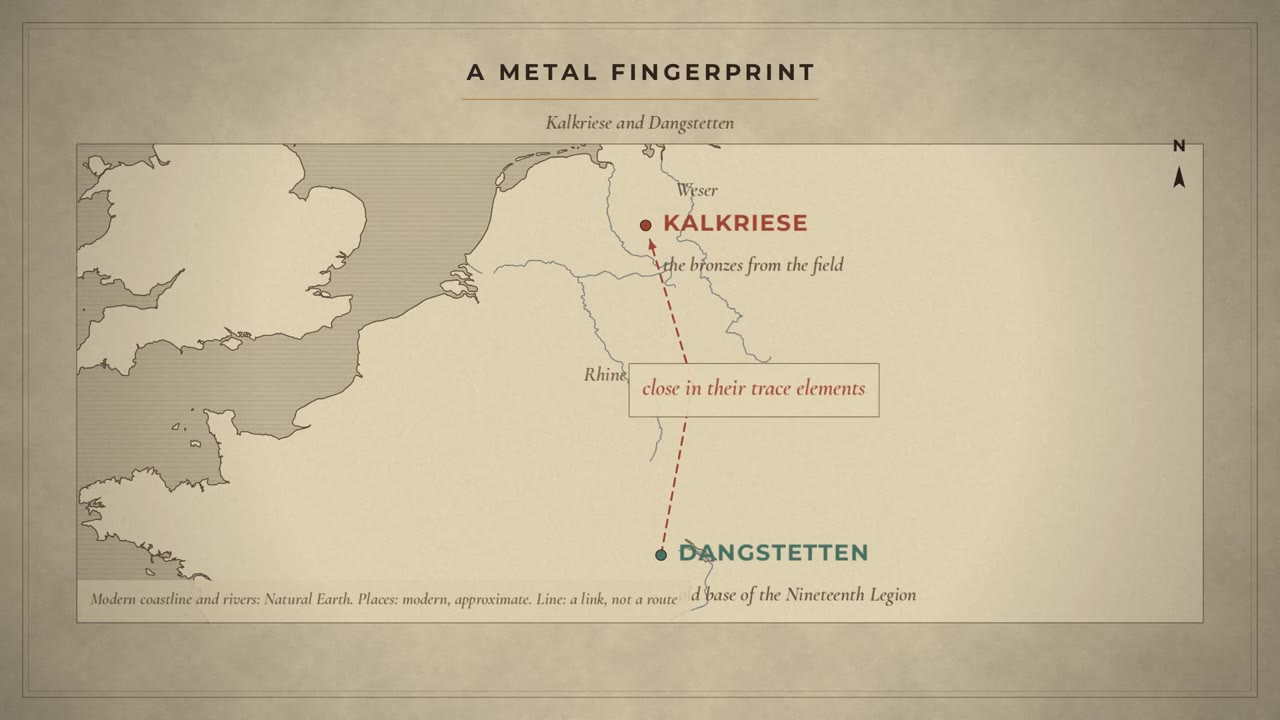 A METAL FINGERPRINT
Kalkriese and Dangstetten
N
Weser
KALKRIESE
the bronzes from the field
Rhine
close in their trace elements
DANGSTETTEN
base of the Nineteenth Legion
Modern coastline and rivers: Natural Earth. Places: modern, approximate. Line: a link, not a route